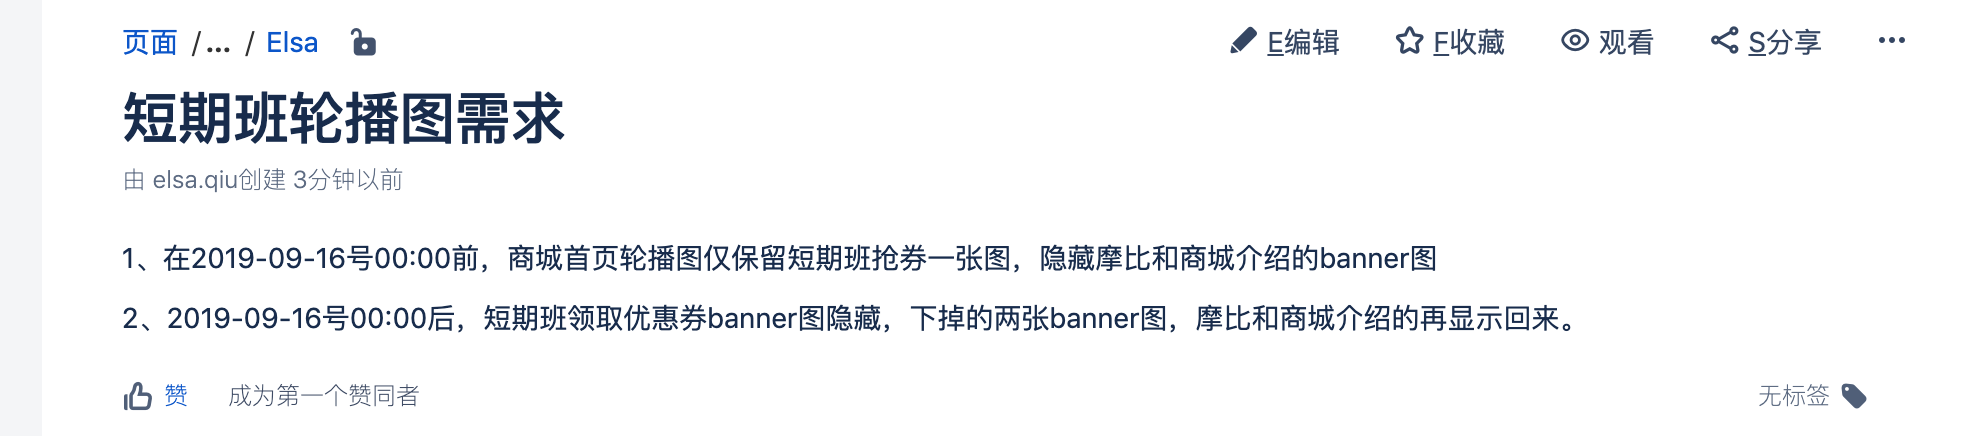 页面 / ... / Elsa E编辑 F收藏 观看 S分享 ...
短期班轮播图需求
由 elsa.qiu创建 3分钟以前
1、在2019-09-16号00:00前，商城首页轮播图仅保留短期班抢券一张图，隐藏摩比和商城介绍的banner图
2、2019-09-16号00:00后，短期班领取优惠券banner图隐藏，下掉的两张banner图，摩比和商城介绍的再显示回来。
赞 成为第一个赞同者 无标签